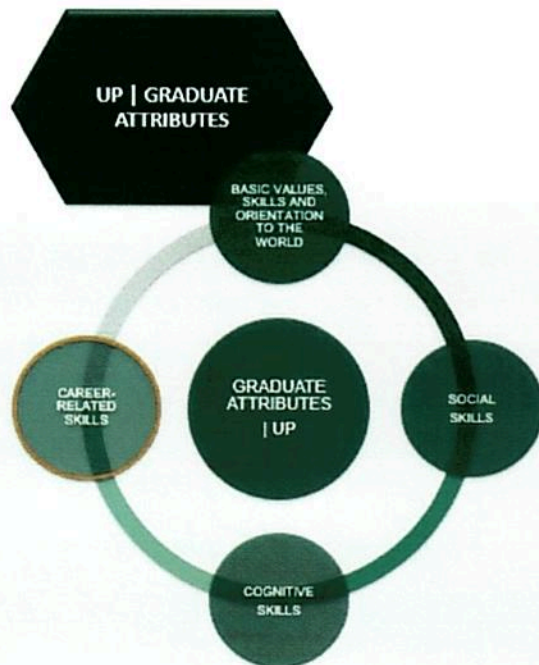 UP | GRADUATE
ATTRIBUTES
BASIC VALUES,
SKILLS AND
ORIENTATION
TO THE
WORLD
CAREER-
RELATED
SKILLS
GRADUATE
ATTRIBUTES
| UP
SOCIAL
SKILLS
COGNITIVE
SKILLS